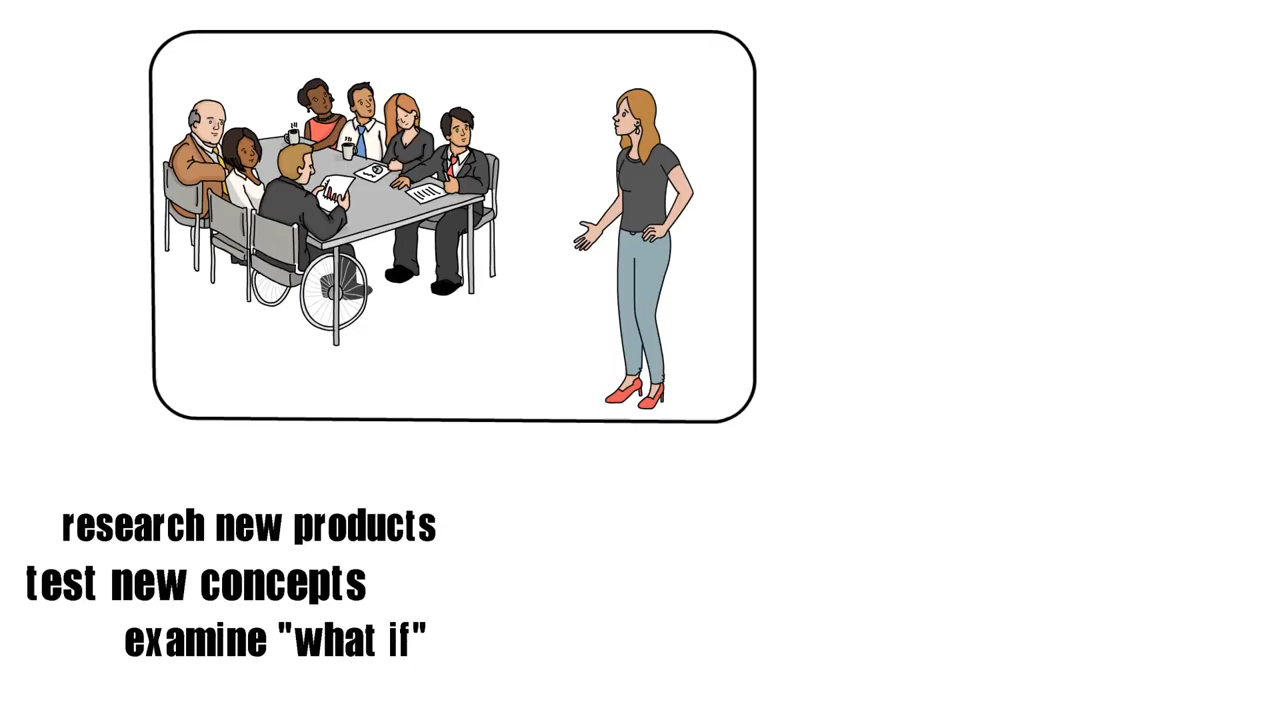 research new products
test new concepts
examine "what if"